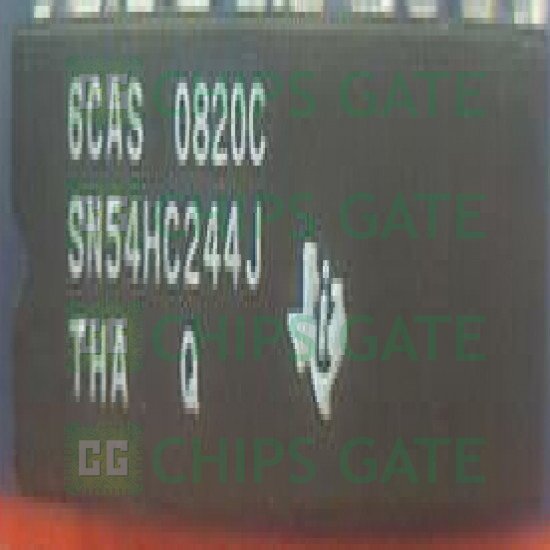 6CAS 0820C
SN54HC244J
THA Q
CHIPS GATE
CHIPS GATE
CHIPS GATE
CG CHIPS GATE